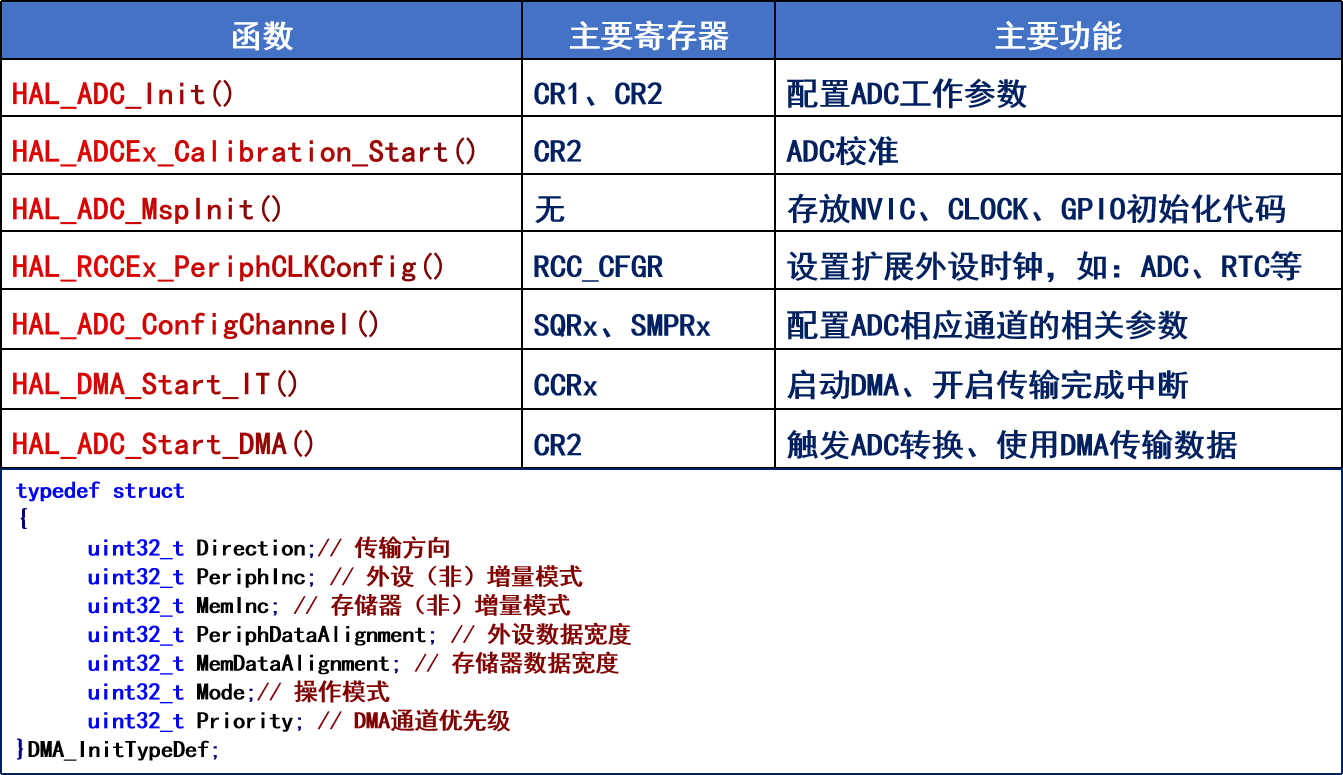 函数 主要寄存器 主要功能
HAL_ADC_Init() CR1、CR2 配置ADC工作参数
HAL_ADCEx_Calibration_Start() CR2 ADC校准
HAL_ADC_MspInit() 无 存放NVIC、CLOCK、GPIO初始化代码
HAL_RCCEx_PeriphCLKConfig() RCC_CFGR 设置扩展外设时钟，如：ADC、RTC等
HAL_ADC_ConfigChannel() SQRx、SMPRx 配置ADC相应通道的相关参数
HAL_DMA_Start_IT() CCRx 启动DMA、开启传输完成中断
HAL_ADC_Start_DMA() CR2 触发ADC转换、使用DMA传输数据
typedef struct
{
uint32_t Direction;// 传输方向
uint32_t PeriphInc; // 外设（非）增量模式
uint32_t MemInc; // 存储器（非）增量模式
uint32_t PeriphDataAlignment; // 外设数据宽度
uint32_t MemDataAlignment; // 存储器数据宽度
uint32_t Mode;// 操作模式
uint32_t Priority; // DMA通道优先级
}DMA_InitTypeDef;